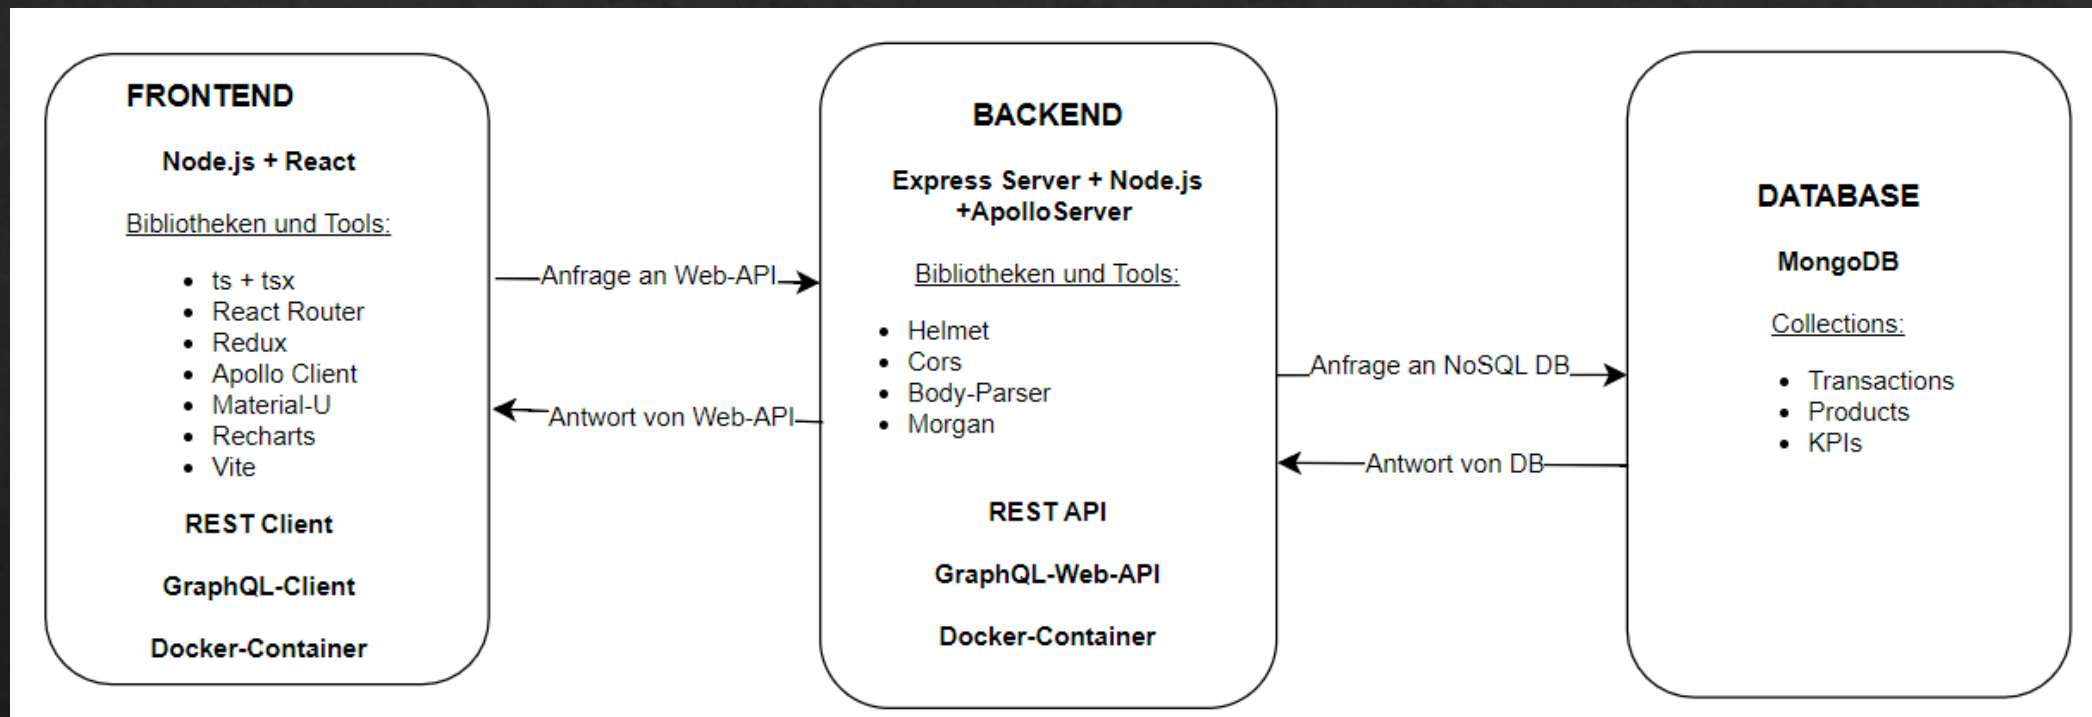 FRONTEND
Node.js + React
Bibliotheken und Tools:
ts + tsx
React Router
Redux
Apollo Client
Material-U
Recharts
Vite
REST Client
GraphQL-Client
Docker-Container
Anfrage an Web-API
Antwort von Web-API
BACKEND
Express Server + Node.js
+ApolloServer
Bibliotheken und Tools:
Helmet
Cors
Body-Parser
Morgan
REST API
GraphQL-Web-API
Docker-Container
Anfrage an NoSQL DB
Antwort von DB
DATABASE
MongoDB
Collections:
Transactions
Products
KPIs